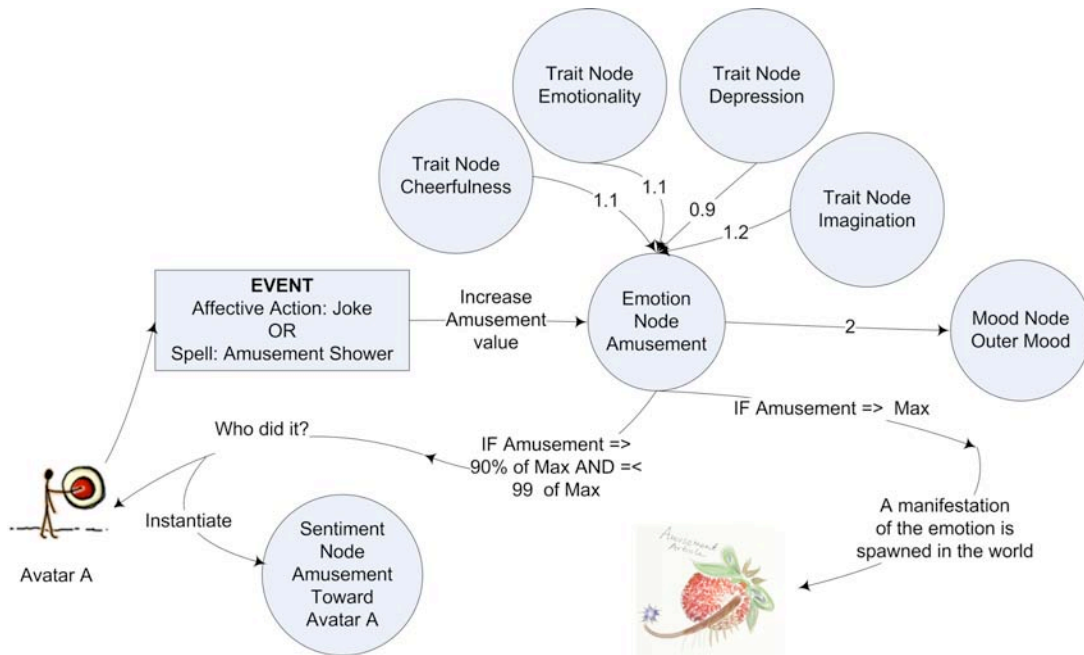 Trait Node
Emotionality
Trait Node
Depression
Trait Node
Cheerfulness
Trait Node
Imagination
1.1
1.1
0.9
1.2
EVENT
Affective Action: Joke
OR
Spell: Amusement Shower
Increase
Amusement
value
Emotion
Node
Amusement
2
Mood Node
Outer Mood
IF Amusement => Max
Who did it?
IF Amusement =>
90% of Max AND =<
99 of Max
Instantiate
Avatar A
Sentiment
Node
Amusement
Toward
Avatar A
A manifestation
of the emotion is
spawned in the world
Amusement